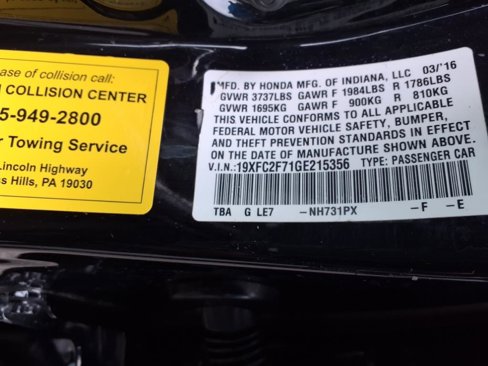 ase of collision call:
N COLLISION CENTER
5-949-2800
r Towing Service
Lincoln Highway
ss Hills, PA 19030
MFD. BY HONDA MFG. OF INDIANA, LLC 03/'16
GVWR 3737LBS GAWR F 1984LBS R 1786LBS
GVWR 1695KG GAWR F 900KG R 810KG
THIS VEHICLE CONFORMS TO ALL APPLICABLE
FEDERAL MOTOR VEHICLE SAFETY, BUMPER,
AND THEFT PREVENTION STANDARDS IN EFFECT
ON THE DATE OF MANUFACTURE SHOWN ABOVE.
V.I.N.:19XFC2F71GE215356 TYPE: PASSENGER CAR
TBA G LE7 -NH731PX -F -E